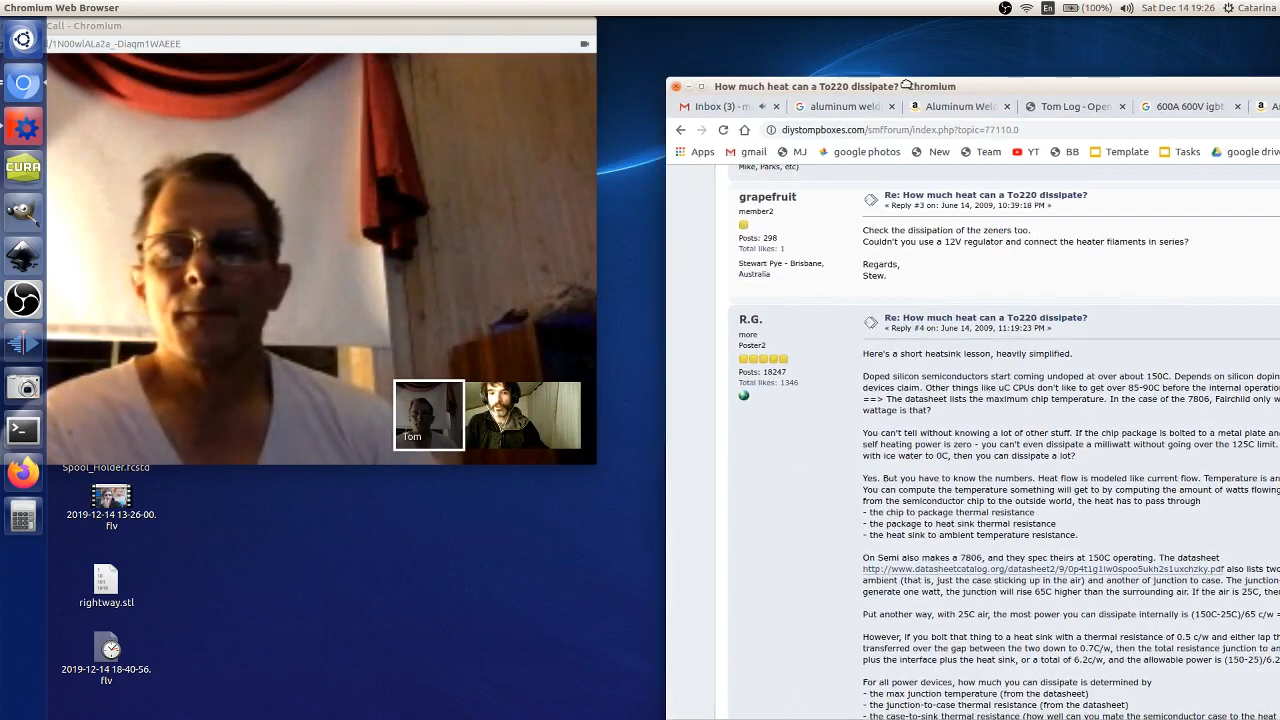 Chromium Web Browser
En
(100%)
Sat Dec 14 19:26
Catarina
Call - Chromium
/1N00wlALa2a_-Diaqm1WAEEE
CURA
Tom
Spool_Holder.fcstd
2019-12-14 13-26-00.
flv
rightway.stl
2019-12-14 18-40-56.
flv
How much heat can a To220 dissipate? - Chromium
Inbox (3) - m
aluminum weld
Aluminum Weld
Tom Log - Open
600A 600V igbt
diystompboxes.com/smfforum/index.php?topic=77110.0
Apps
gmail
MJ
google photos
New
Team
YT
BB
Template
Tasks
google drive
Mike, Parks, etc)
grapefruit
member2
Posts: 298
Total likes: 1
Stewart Pye - Brisbane,
Australia
Re: How much heat can a To220 dissipate?
« Reply #3 on: June 14, 2009, 10:39:18 PM »
Check the dissipation of the zeners too.
Couldn't you use a 12V regulator and connect the heater filaments in series?
Regards,
Stew.
R.G.
more
Poster2
Posts: 18247
Total likes: 1346
Re: How much heat can a To220 dissipate?
« Reply #4 on: June 14, 2009, 11:19:23 PM »
Here's a short heatsink lesson, heavily simplified.
Doped silicon semiconductors start coming undoped at over about 150C. Depends on silicon dopin
devices claim. Other things like uC CPUs don't like to get over 85-90C before the internal operation
==> The datasheet lists the maximum chip temperature. In the case of the 7806, Fairchild only w
wattage is that?
You can't tell without knowing a lot of other stuff. If the chip package is bolted to a metal plate an
self heating power is zero - you can't even dissipate a milliwatt without going over the 125C limit.
with ice water to 0C, then you can dissipate a lot?
Yes. But you have to know the numbers. Heat flow is modeled like current flow. Temperature is an
You can compute the temperature something will get to by computing the amount of watts flowing
from the semiconductor chip to the outside world, the heat has to pass through
- the chip to package thermal resistance
- the package to heat sink thermal resistance
- the heat sink to ambient temperature resistance.
On Semi also makes a 7806, and they spec theirs at 150C operating. The datasheet
also lists two
ambient (that is, just the case sticking up in the air) and another of junction to case. The junction
generate one watt, the junction will rise 65C higher than the surrounding air. If the air is 25C, the
Put another way, with 25C air, the most power you can dissipate internally is (150C-25C)/65 c/w =
However, if you bolt that thing to a heat sink with a thermal resistance of 0.5 c/w and either lap th
transferred over the gap between the two down to 0.7C/w, then the total resistance junction to an
plus the interface plus the heat sink, or a total of 6.2c/w, and the allowable power is (150-25)/6.2
For all power devices, how much you can dissipate is determined by
- the max junction temperature (from the datasheet)
- the junction-to-case thermal resistance (from the datasheet)
- the case-to-sink thermal resistance (how well can you mate the semiconductor case to the heat